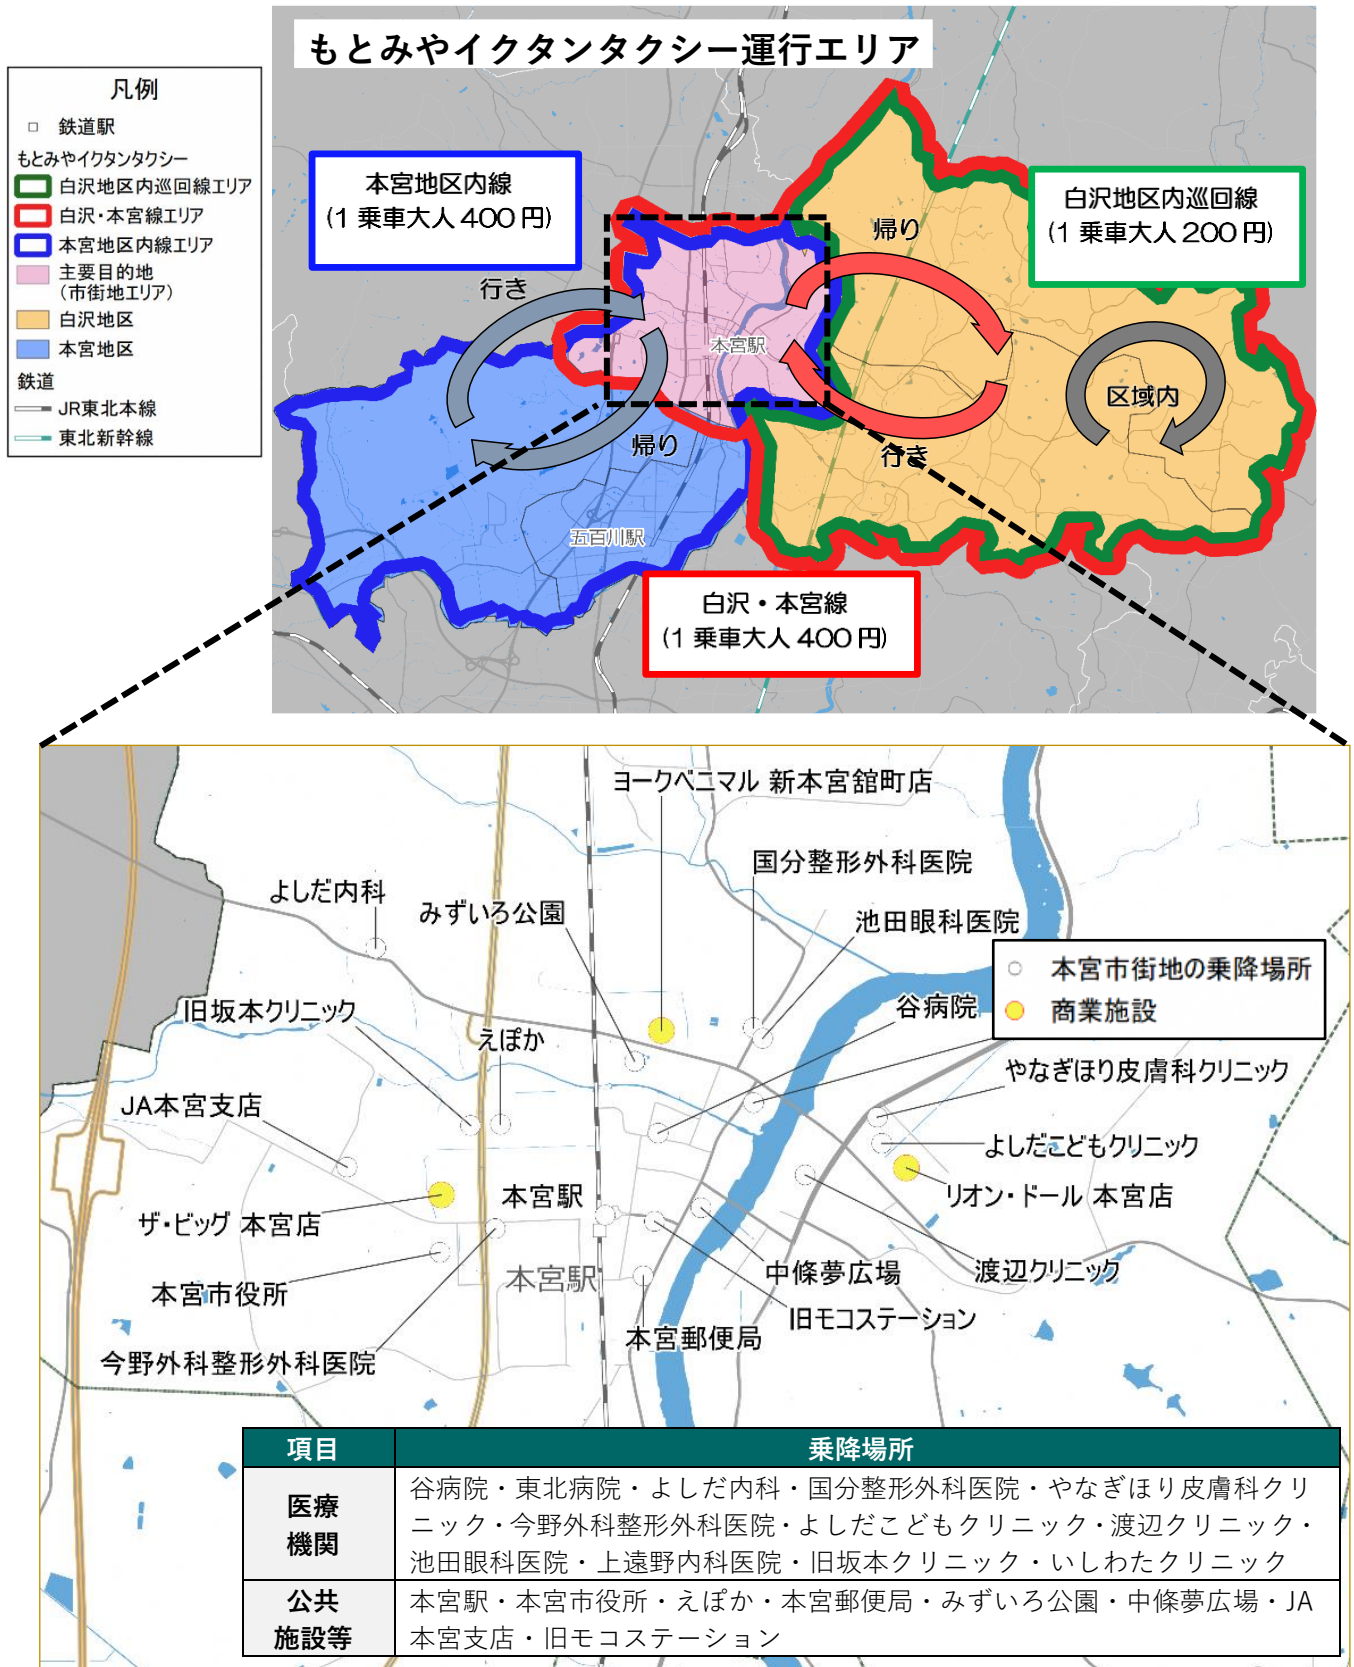 もとみやイクタンタクシー運行エリア
凡例
鉄道駅
もとみやイクタンタクシー
白沢地区内巡回線エリア
白沢・本宮線エリア
本宮地区内線エリア
主要目的地
（市街地エリア）
白沢地区
本宮地区
鉄道
JR東北本線
東北新幹線
本宮地区内線
(1 乗車大人 400 円)
白沢地区内巡回線
(1 乗車大人 200 円)
行き
帰り
帰り
行き
区域内
本宮駅
五百川駅
白沢・本宮線
(1 乗車大人 400 円)
ヨークベニマル 新本宮舘町店
国分整形外科医院
よしだ内科
みずいろ公園
池田眼科医院
本宮市街地の乗降場所
商業施設
旧坂本クリニック
えぽか
谷病院
やなぎほり皮膚科クリニック
JA本宮支店
よしだこどもクリニック
ザ・ビッグ 本宮店
本宮駅
リオン・ドール 本宮店
本宮市役所
本宮駅
中條夢広場
渡辺クリニック
旧モコステーション
本宮郵便局
今野外科整形外科医院
項目
乗降場所
医療
機関
谷病院・東北病院・よしだ内科・国分整形外科医院・やなぎほり皮膚科クリ
ニック・今野外科整形外科医院・よしだこどもクリニック・渡辺クリニック・
池田眼科医院・上遠野内科医院・旧坂本クリニック・いしわたクリニック
公共
施設等
本宮駅・本宮市役所・えぽか・本宮郵便局・みずいろ公園・中條夢広場・JA
本宮支店・旧モコステーション